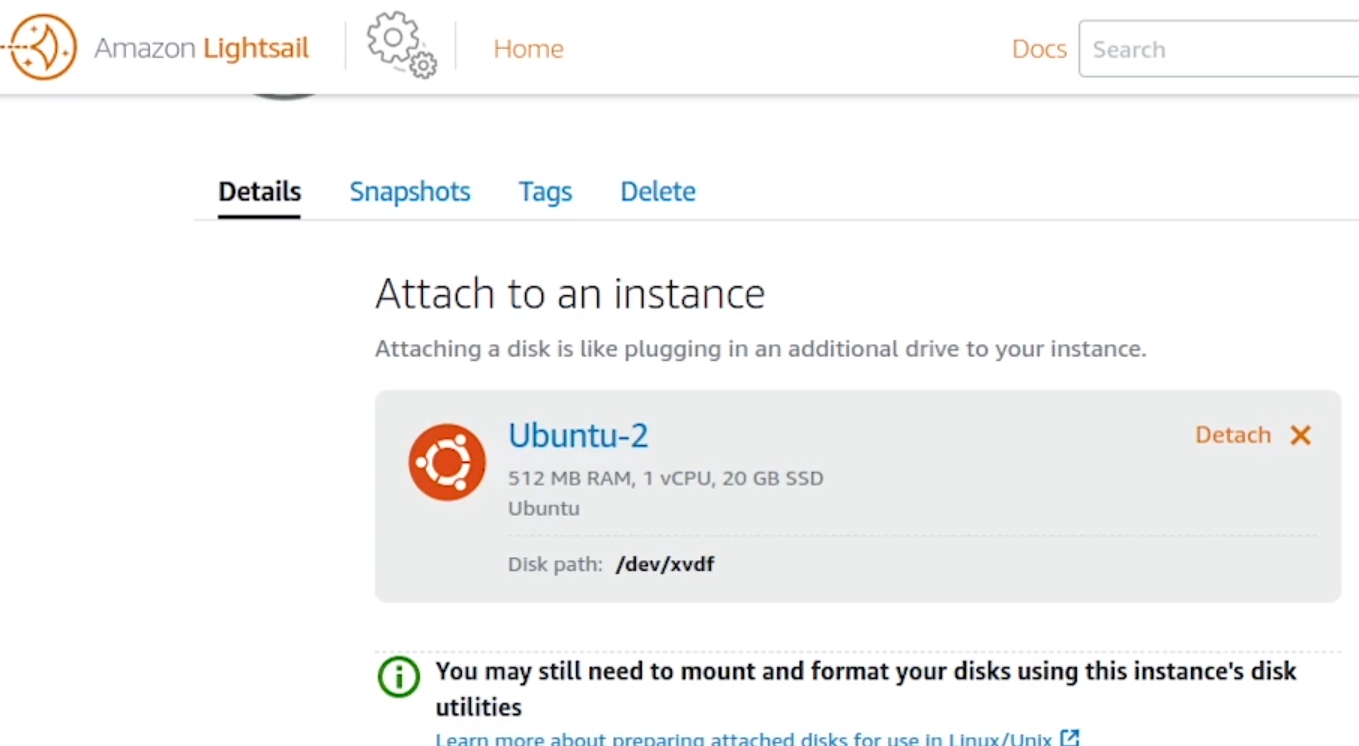 Amazon Lightsail Home Docs Search
Details Snapshots Tags Delete
Attach to an instance
Attaching a disk is like plugging in an additional drive to your instance.
Ubuntu-2 Detach
512 MB RAM, 1 vCPU, 20 GB SSD
Ubuntu
Disk path: /dev/xvdf
You may still need to mount and format your disks using this instance's disk
utilities
Learn more about preparing attached disks for use in Linux/Unix